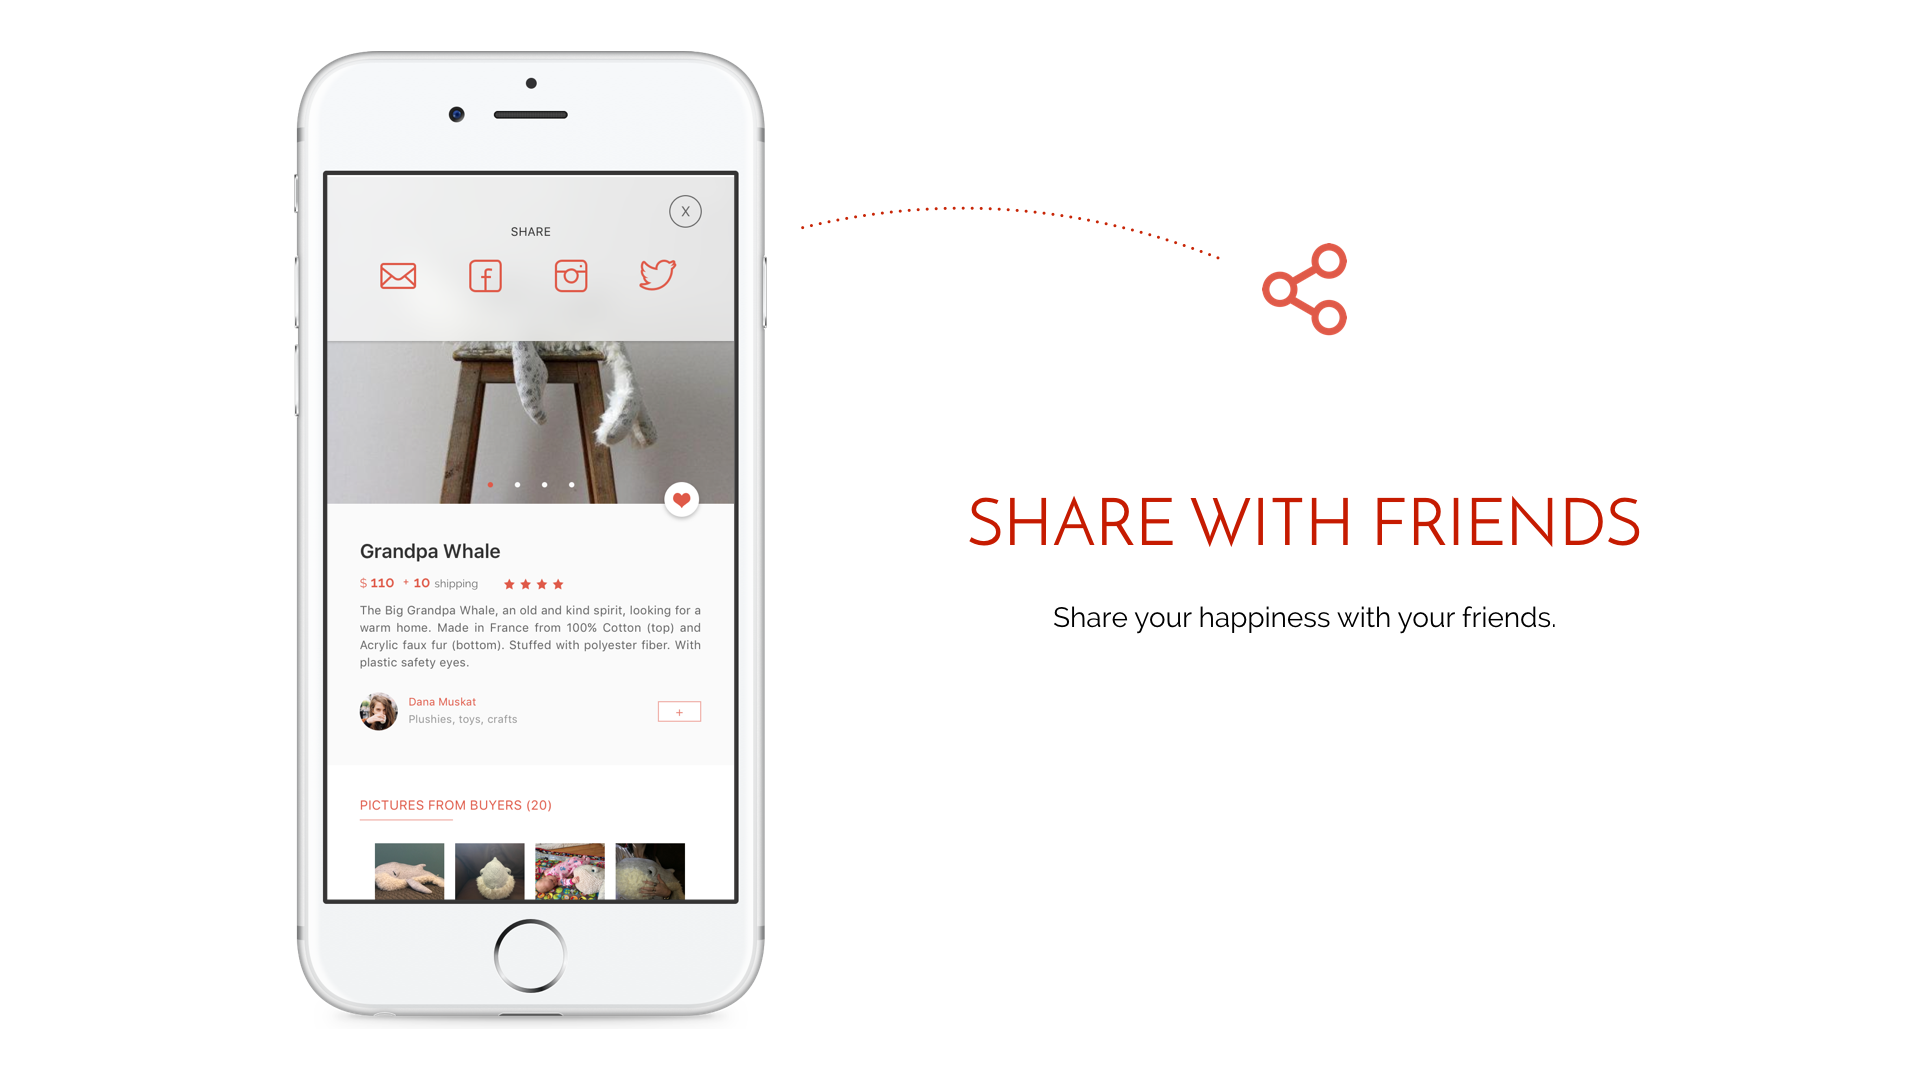 X
SHARE
Grandpa Whale
$ 110 + 10 shipping
The Big Grandpa Whale, an old and kind spirit, looking for a
warm home. Made in France from 100% Cotton (top) and
Acrylic faux fur (bottom). Stuffed with polyester fiber. With
plastic safety eyes.
Dana Muskat
Plushies, toys, crafts
+
PICTURES FROM BUYERS (20)
SHARE WITH FRIENDS
Share your happiness with your friends.